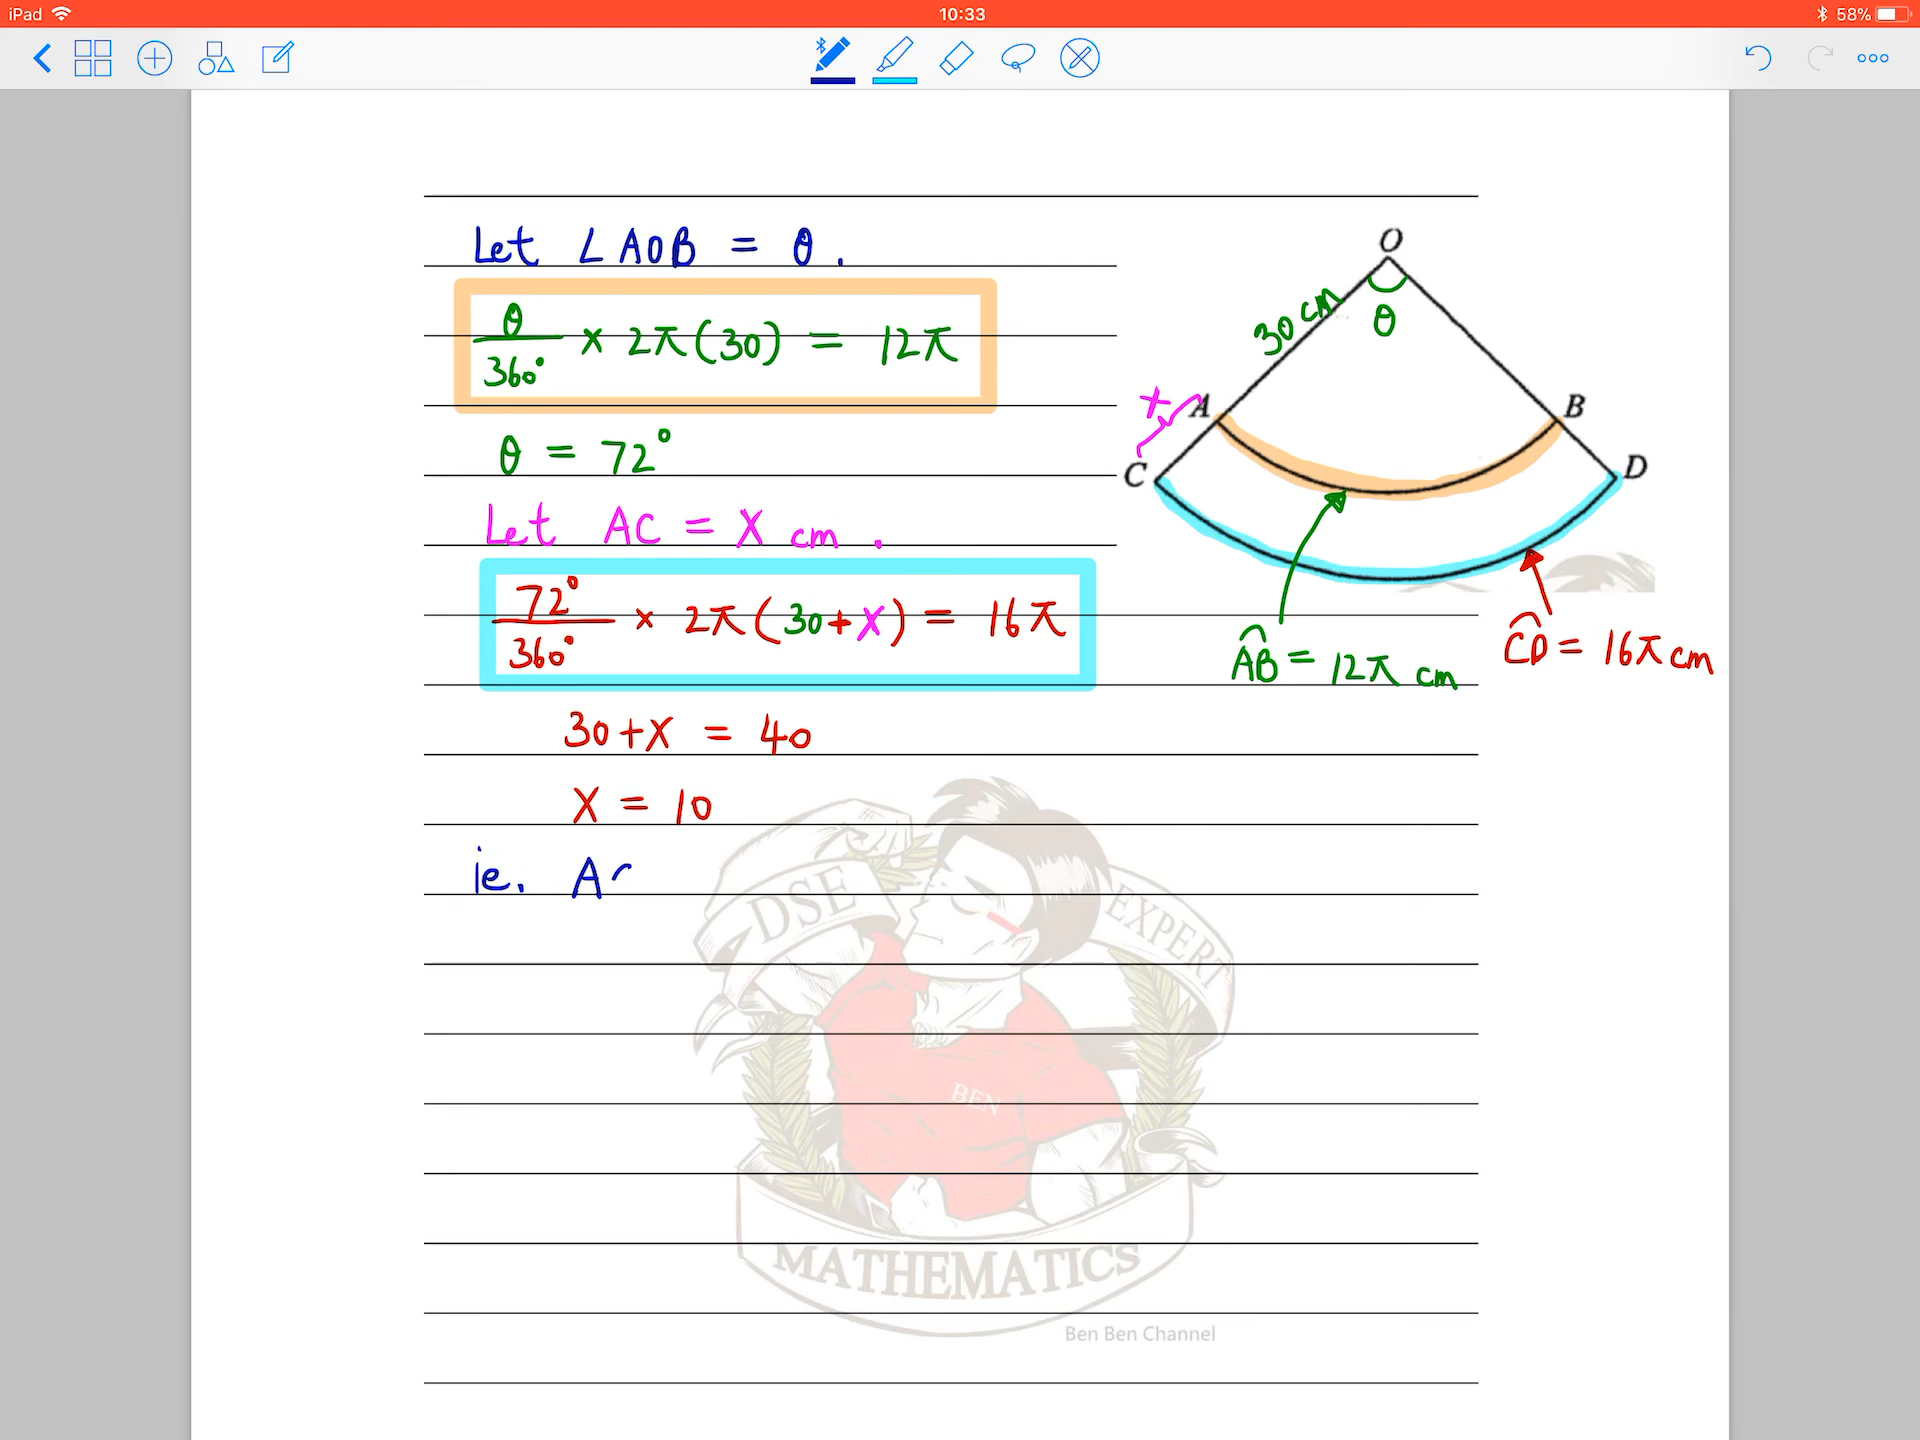 iPad 10:33 58%
Let ∠AOB = θ.
θ/360° × 2π(30) = 12π
θ = 72°
Let AC = x cm.
72°/360° × 2π(30+x) = 16π
30+x = 40
x = 10
ie. A
O
30 cm
θ
x
A
B
C
D
AB = 12π cm
CD = 16π cm
DSE EXPERT
BEN
MATHEMATICS
Ben Ben Channel